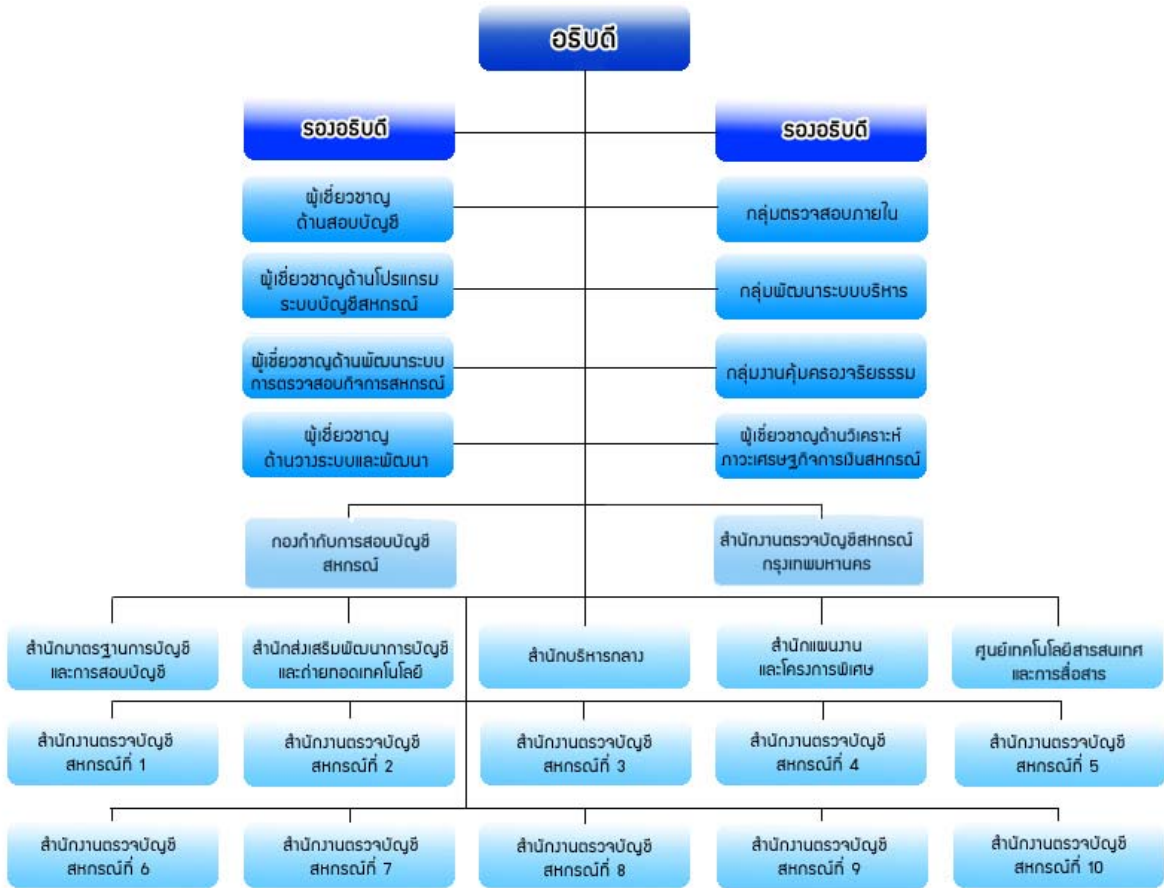 อธิบดี
รองอธิบดี
รองอธิบดี
ผู้เชี่ยวชาญ
ด้านสอบบัญชี
กลุ่มตรวจสอบภายใน
ผู้เชี่ยวชาญด้านโปรแกรม
ระบบบัญชีสหกรณ์
กลุ่มพัฒนาระบบบริหาร
ผู้เชี่ยวชาญด้านพัฒนาระบบ
การตรวจสอบกิจการสหกรณ์
กลุ่มงานคุ้มครองจริยธรรม
ผู้เชี่ยวชาญ
ด้านวางระบบและพัฒนา
ผู้เชี่ยวชาญด้านวิเคราะห์
ภาวะเศรษฐกิจการเงินสหกรณ์
กองกำกับการสอบบัญชี
สหกรณ์
สำนักงานตรวจบัญชีสหกรณ์
กรุงเทพมหานคร
สำนักมาตรฐานการบัญชี
และการสอบบัญชี
สำนักส่งเสริมพัฒนาการบัญชี
และถ่ายทอดเทคโนโลยี
สำนักบริหารกลาง
สำนักแผนงาน
และโครงการพิเศษ
ศูนย์เทคโนโลยีสารสนเทศ
และการสื่อสาร
สำนักงานตรวจบัญชี
สหกรณ์ที่ 1
สำนักงานตรวจบัญชี
สหกรณ์ที่ 2
สำนักงานตรวจบัญชี
สหกรณ์ที่ 3
สำนักงานตรวจบัญชี
สหกรณ์ที่ 4
สำนักงานตรวจบัญชี
สหกรณ์ที่ 5
สำนักงานตรวจบัญชี
สหกรณ์ที่ 6
สำนักงานตรวจบัญชี
สหกรณ์ที่ 7
สำนักงานตรวจบัญชี
สหกรณ์ที่ 8
สำนักงานตรวจบัญชี
สหกรณ์ที่ 9
สำนักงานตรวจบัญชี
สหกรณ์ที่ 10